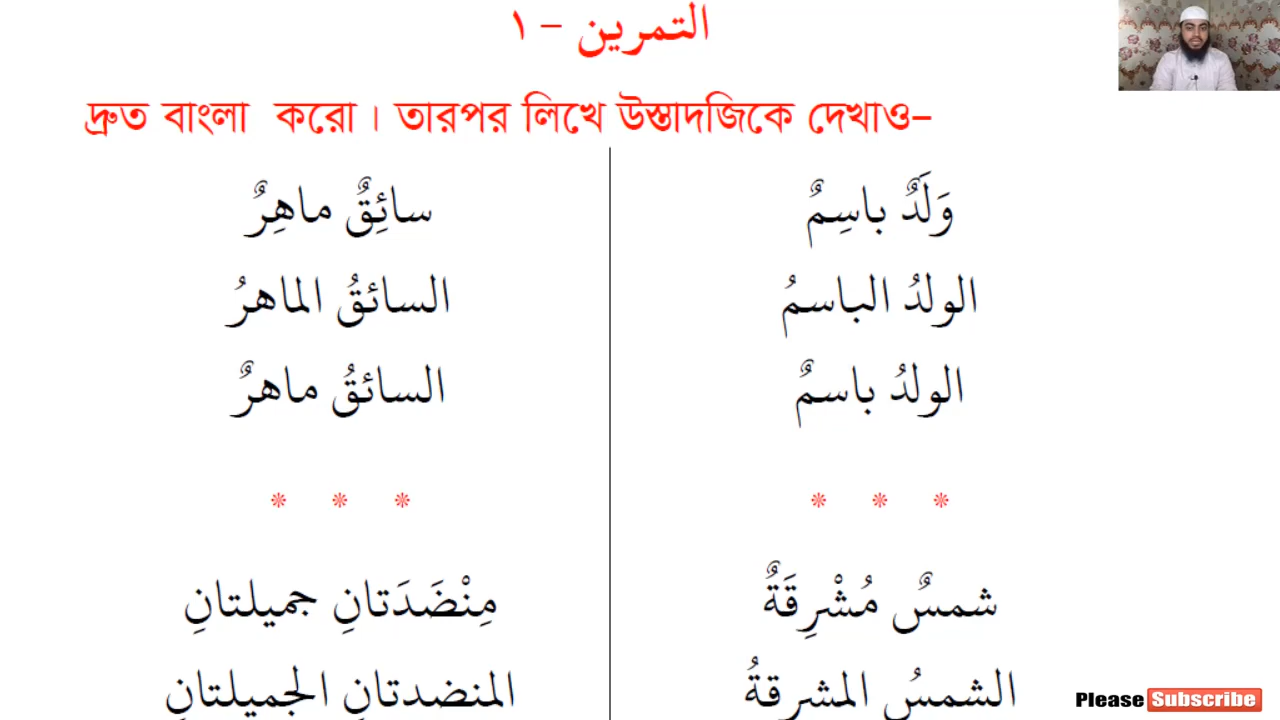 التمرين – ١
দ্রুত বাংলা করো। তারপর লিখে উস্তাদজিকে দেখাও–
وَلَدٌ باسِمٌ
الولدُ الباسمُ
الولدُ باسمٌ
* * *
شمسٌ مُشْرِقَةٌ
الشمسُ المشرقةُ
سائِقٌ ماهِرٌ
السائقُ الماهرُ
السائقُ ماهرٌ
* * *
مِنْضَدَتانِ جميلتانِ
المنضدتانِ الجميلتانِ
Please Subscribe